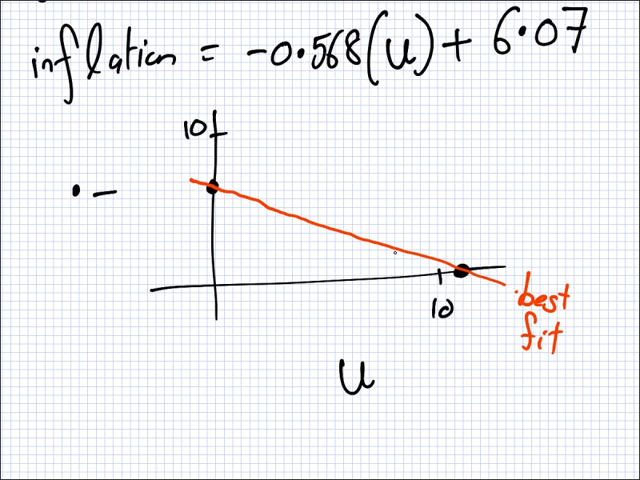 inflation = -0.568(U) + 6.07
10
10
best
fit
U